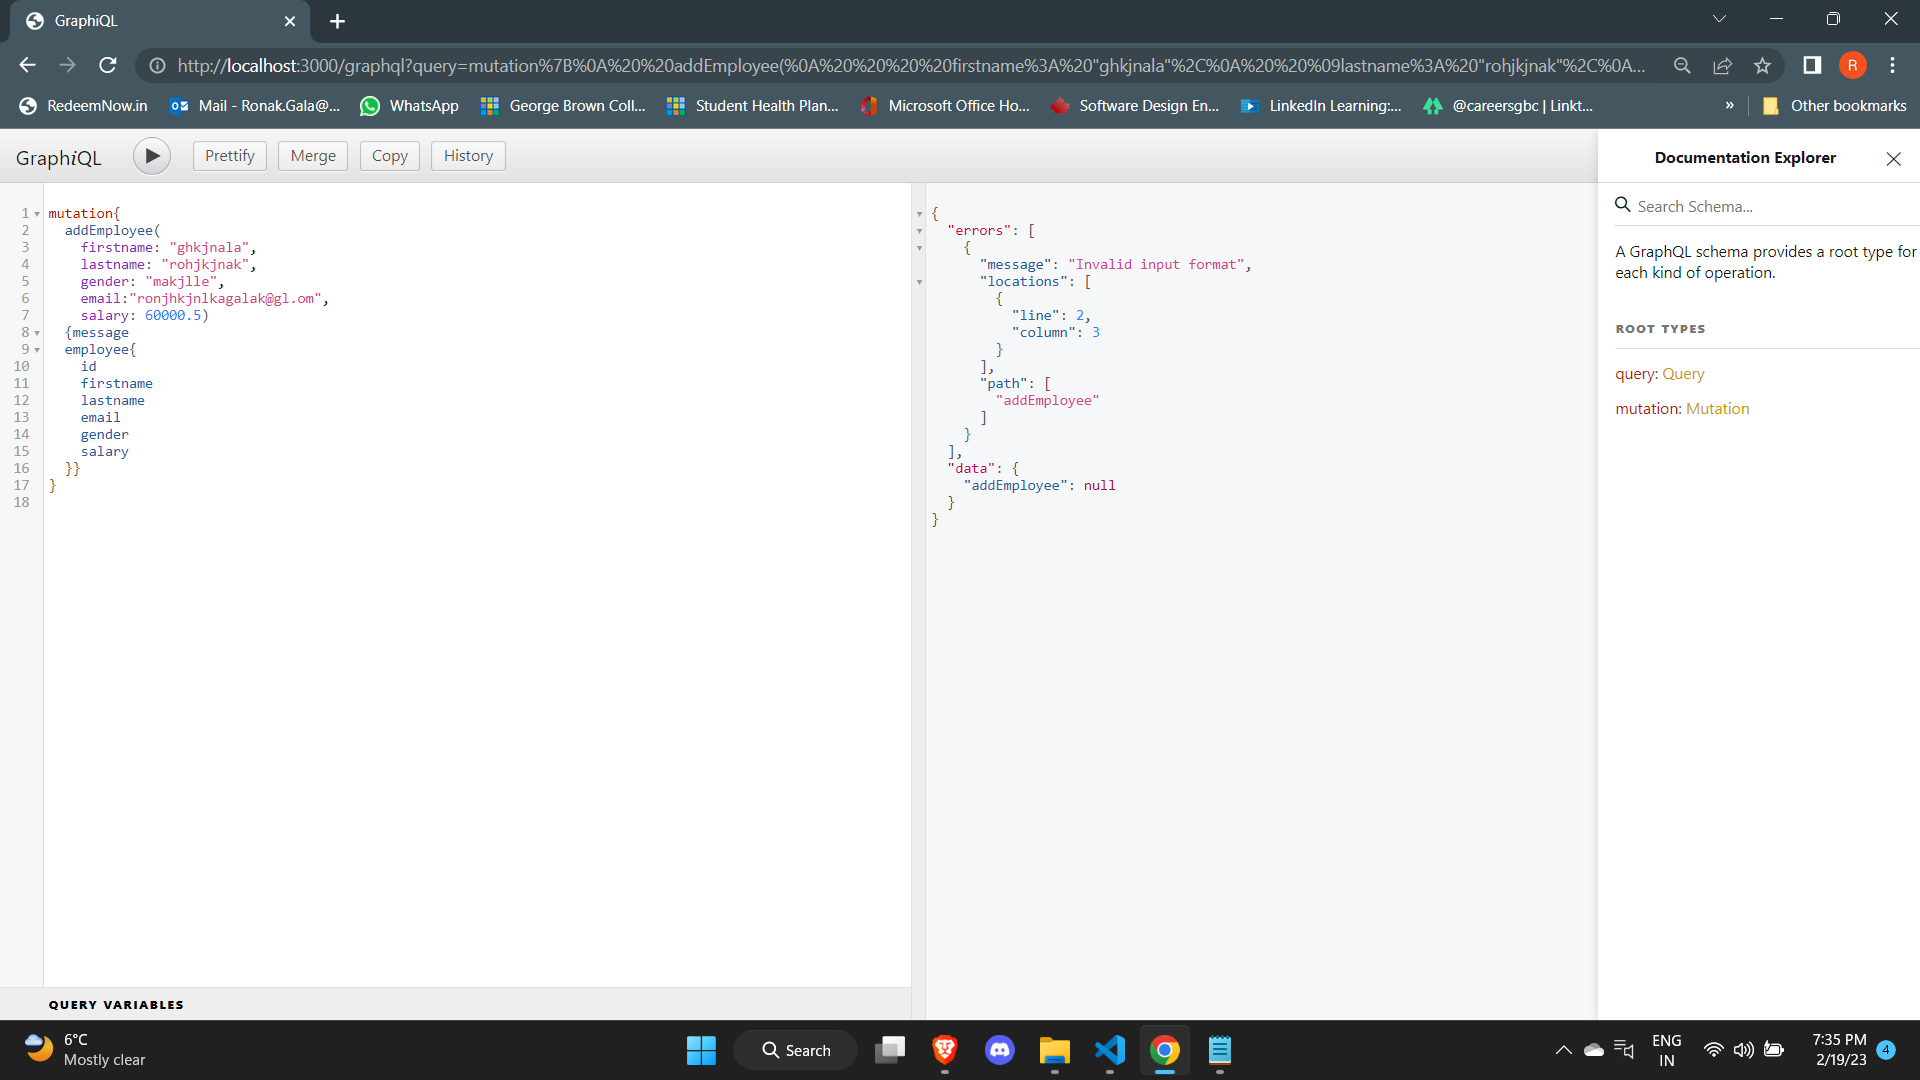 GraphiQL
http://localhost:3000/graphql?query=mutation%7B%0A%20%20addEmployee(%0A%20%20%20%20firstname%3A%20"ghkjnala"%2C%0A%20%20%09lastname%3A%20"rohjkjnak"%2C%0A...
RedeemNow.in Mail - Ronak.Gala@... WhatsApp George Brown Coll... Student Health Plan... Microsoft Office Ho... Software Design En... LinkedIn Learning:... @careersgbc | Linkt... » Other bookmarks
R
GraphiQL Prettify Merge Copy History
1 mutation{
2 addEmployee(
3 firstname: "ghkjnala",
4 lastname: "rohjkjnak",
5 gender: "makjlle",
6 email:"ronjhkjnlkagalak@gl.om",
7 salary: 60000.5)
8 {message
9 employee{
10 id
11 firstname
12 lastname
13 email
14 gender
15 salary
16 }}
17 }
18
QUERY VARIABLES
{
"errors": [
{
"message": "Invalid input format",
"locations": [
{
"line": 2,
"column": 3
}
],
"path": [
"addEmployee"
]
}
],
"data": {
"addEmployee": null
}
}
Documentation Explorer
Search Schema...
A GraphQL schema provides a root type for
each kind of operation.
ROOT TYPES
query: Query
mutation: Mutation
6°C
Mostly clear
Search
ENG
IN
7:35 PM
2/19/23
4